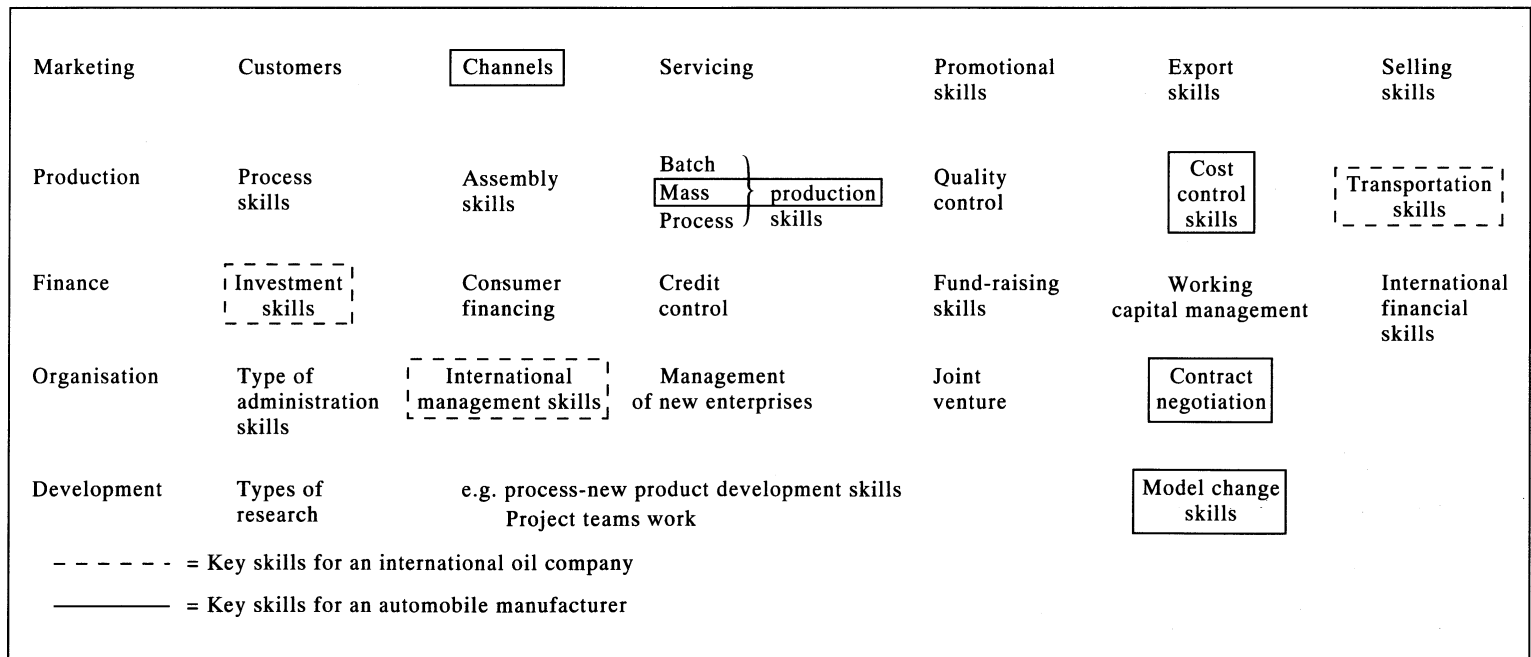 Marketing Customers Channels Servicing Promotional skills Export skills Selling skills
Production Process skills Assembly skills Batch Mass Process } production skills Quality control Cost control skills Transportation skills
Finance Investment skills Consumer financing Credit control Fund-raising skills Working capital management International financial skills
Organisation Type of administration skills International management skills Management of new enterprises Joint venture Contract negotiation
Development Types of research e.g. process-new product development skills Project teams work Model change skills
= Key skills for an international oil company
= Key skills for an automobile manufacturer